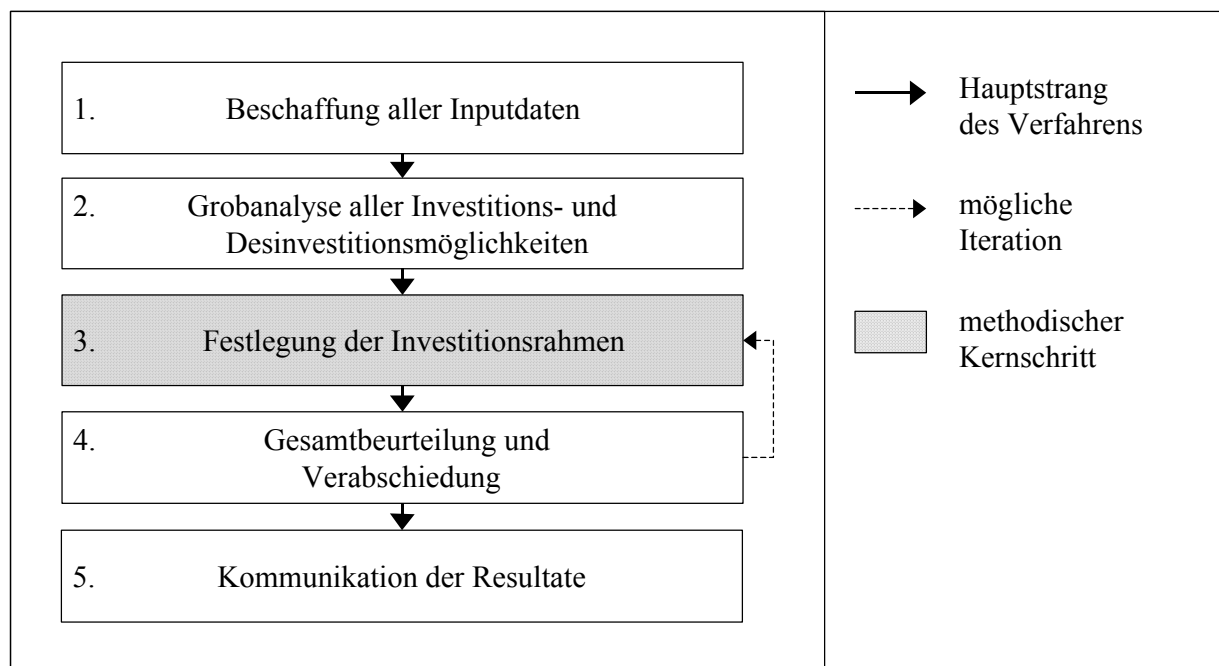 1. Beschaffung aller Inputdaten
2. Grobanalyse aller Investitions- und
Desinvestitionsmöglichkeiten
3. Festlegung der Investitionsrahmen
4. Gesamtbeurteilung und
Verabschiedung
5. Kommunikation der Resultate
Hauptstrang
des Verfahrens
mögliche
Iteration
methodischer
Kernschritt